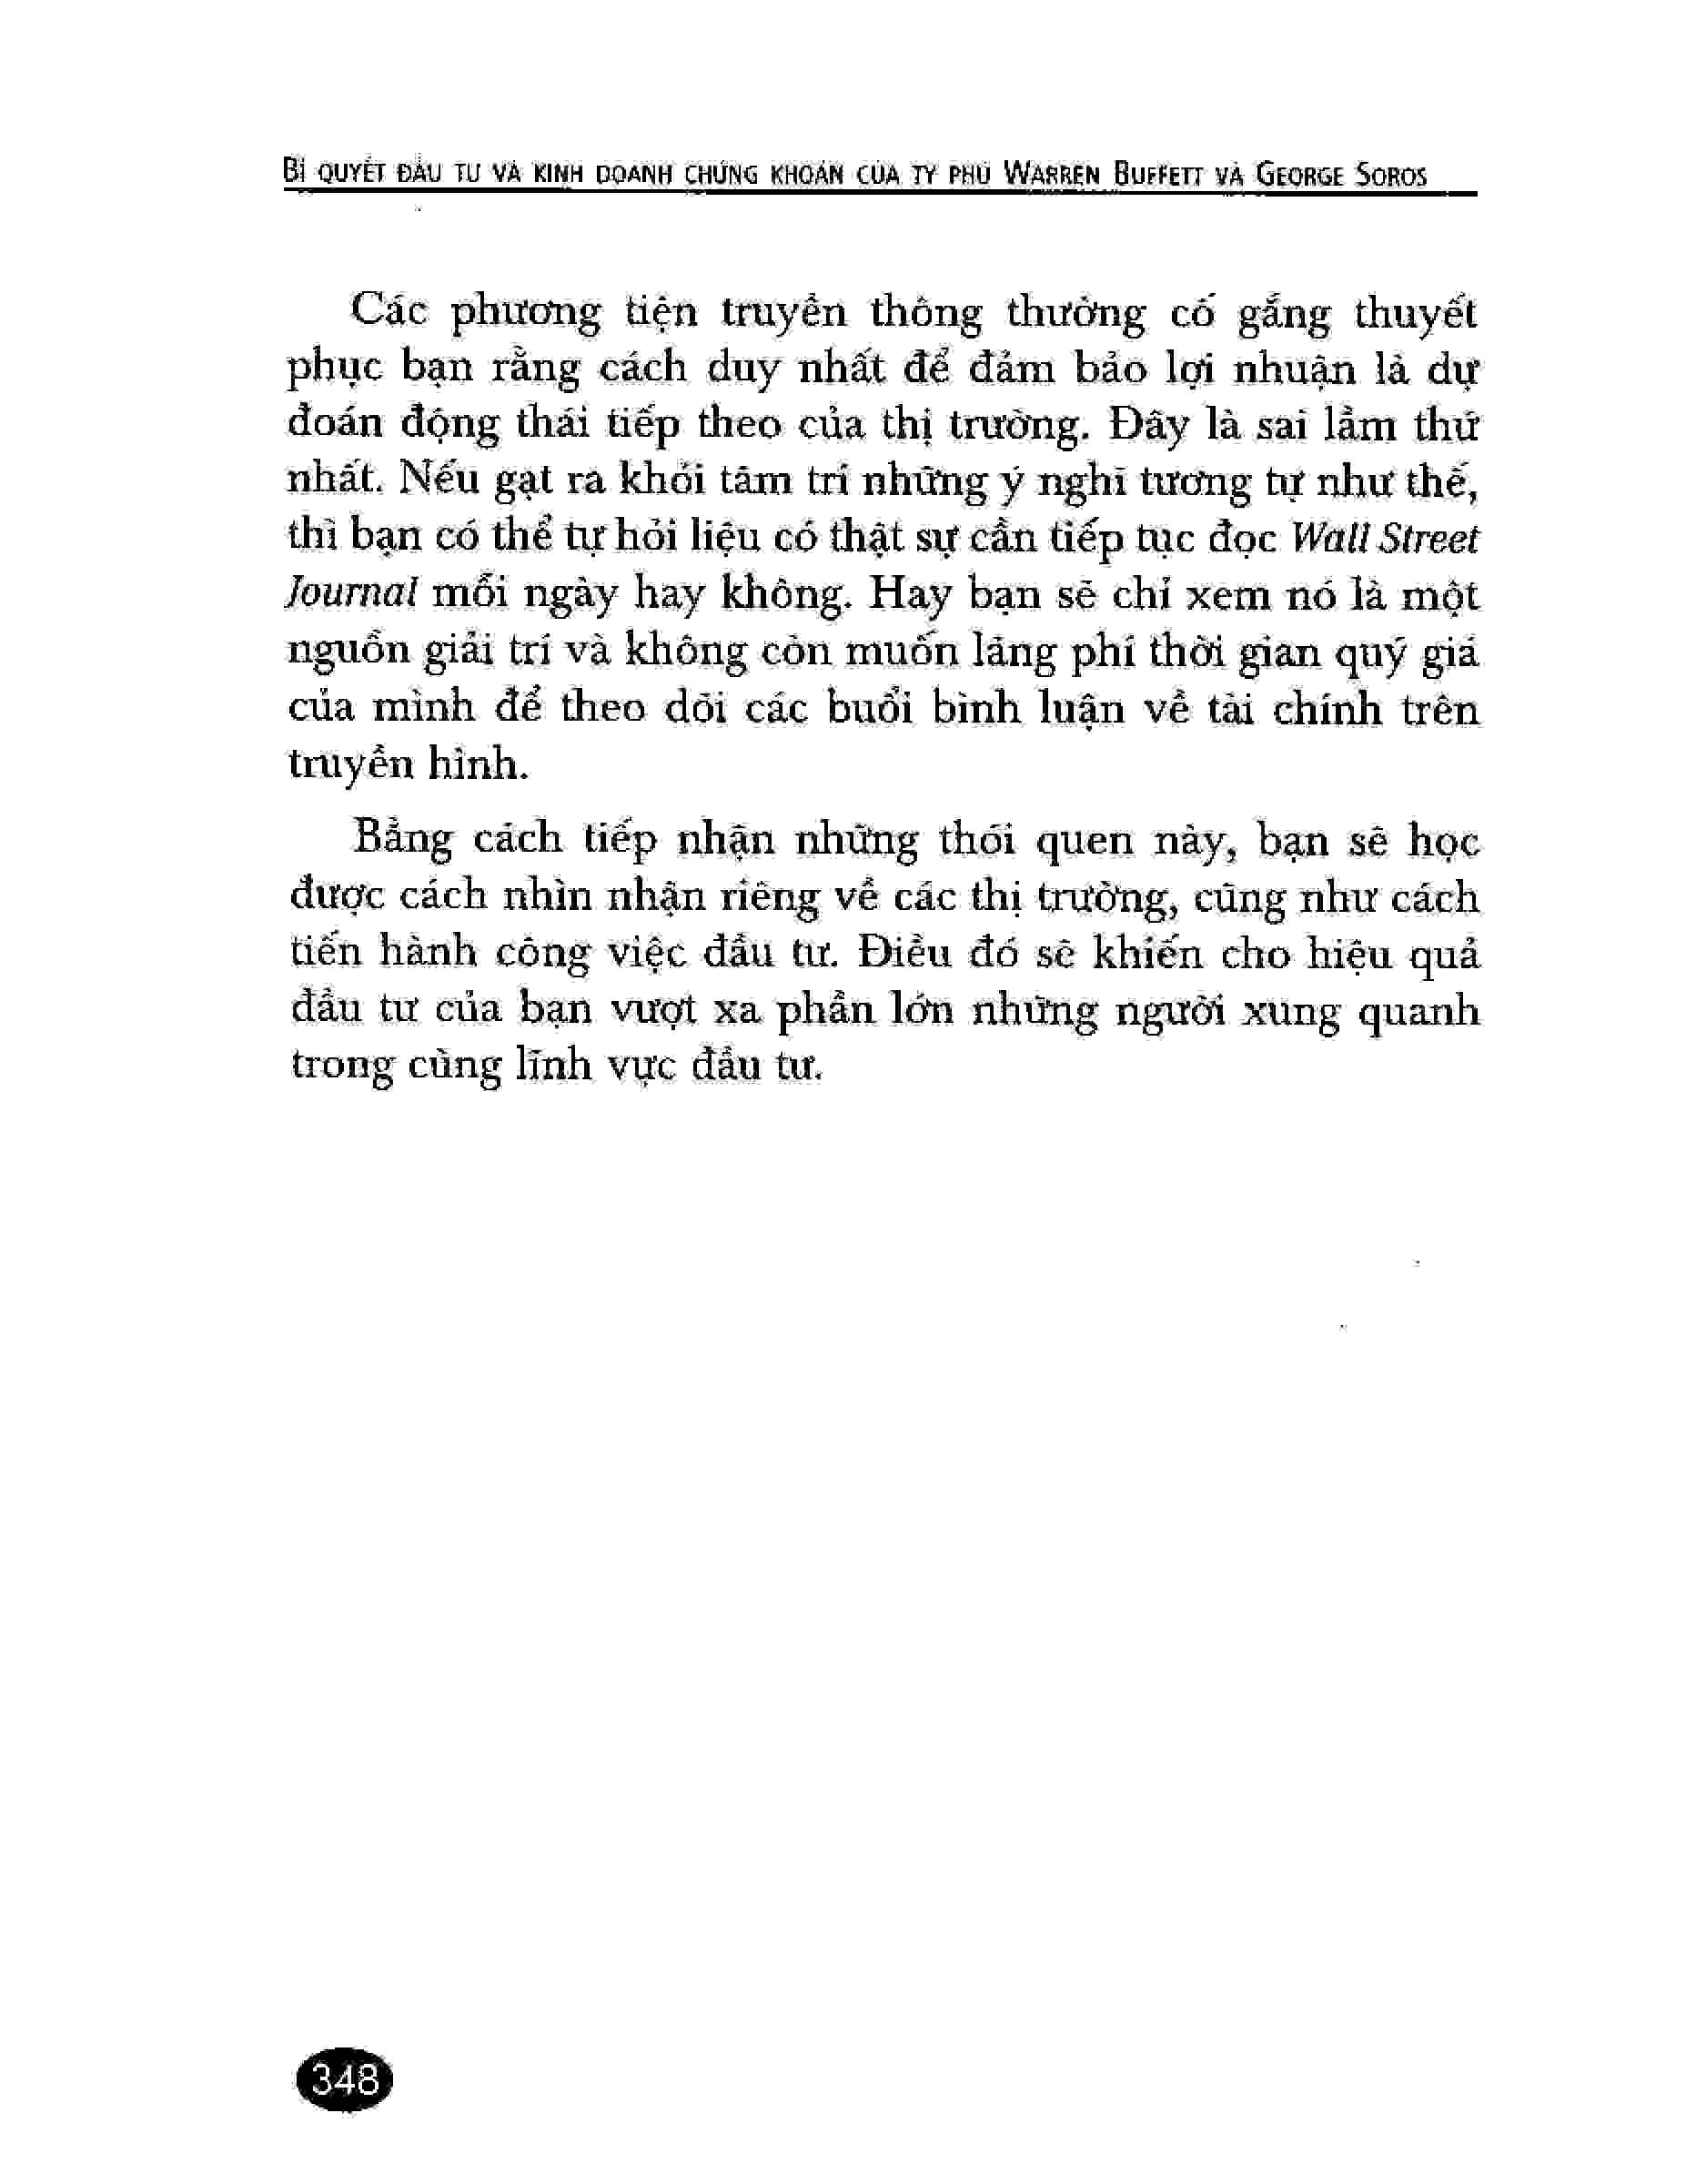 BÍ QUYẾT ĐẦU TƯ VÀ KINH DOANH CHỨNG KHOÁN CỦA TỶ PHÚ WARREN BUFFETT VÀ GEORGE SOROS
Các phương tiện truyền thông thường cố gắng thuyết
phục bạn rằng cách duy nhất để đảm bảo lợi nhuận là dự
đoán động thái tiếp theo của thị trường. Đây là sai lầm thứ
nhất. Nếu gạt ra khỏi tâm trí những ý nghĩ tương tự như thế,
thì bạn có thể tự hỏi liệu có thật sự cần tiếp tục đọc Wall Street
Journal mỗi ngày hay không. Hay bạn sẽ chỉ xem nó là một
nguồn giải trí và không còn muốn lãng phí thời gian quý giá
của mình để theo dõi các buổi bình luận về tài chính trên
truyền hình.
Bằng cách tiếp nhận những thói quen này, bạn sẽ học
được cách nhìn nhận riêng về các thị trường, cũng như cách
tiến hành công việc đầu tư. Điều đó sẽ khiến cho hiệu quả
đầu tư của bạn vượt xa phần lớn những người xung quanh
trong cùng lĩnh vực đầu tư.
348